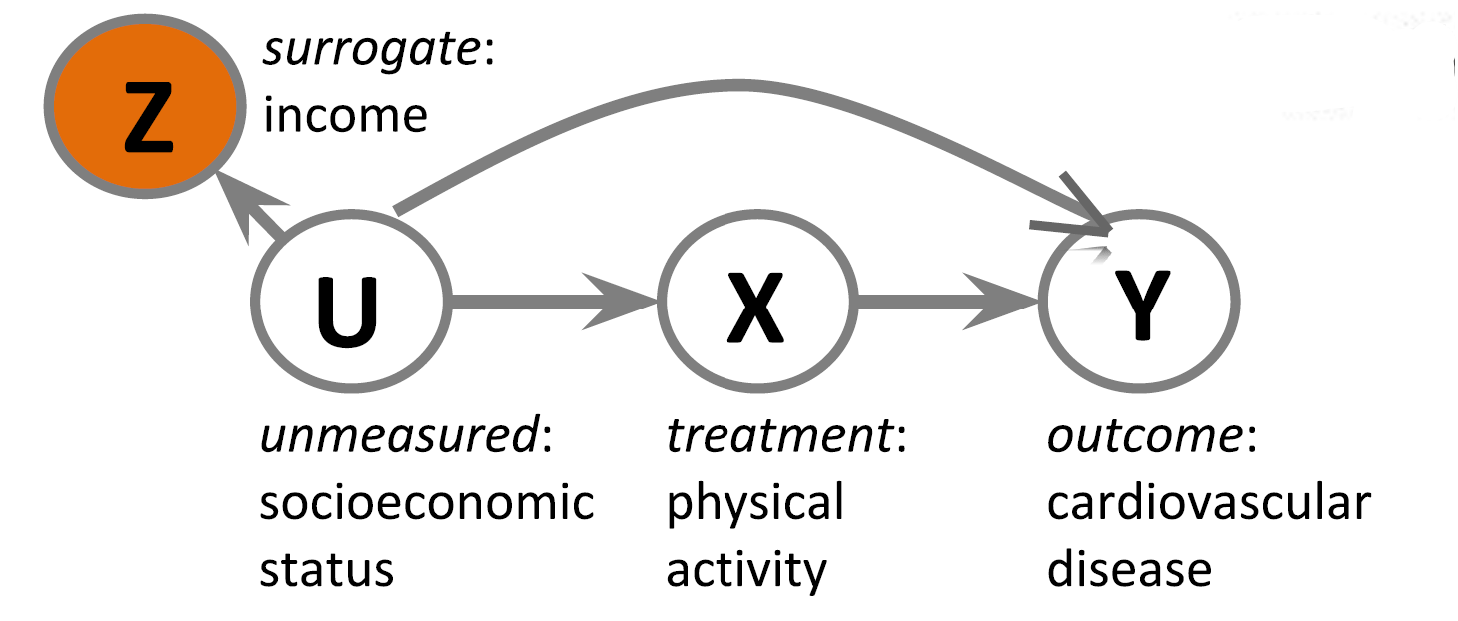 Z
surrogate:
income
U
X
Y
unmeasured:
socioeconomic
status
treatment:
physical
activity
outcome:
cardiovascular
disease